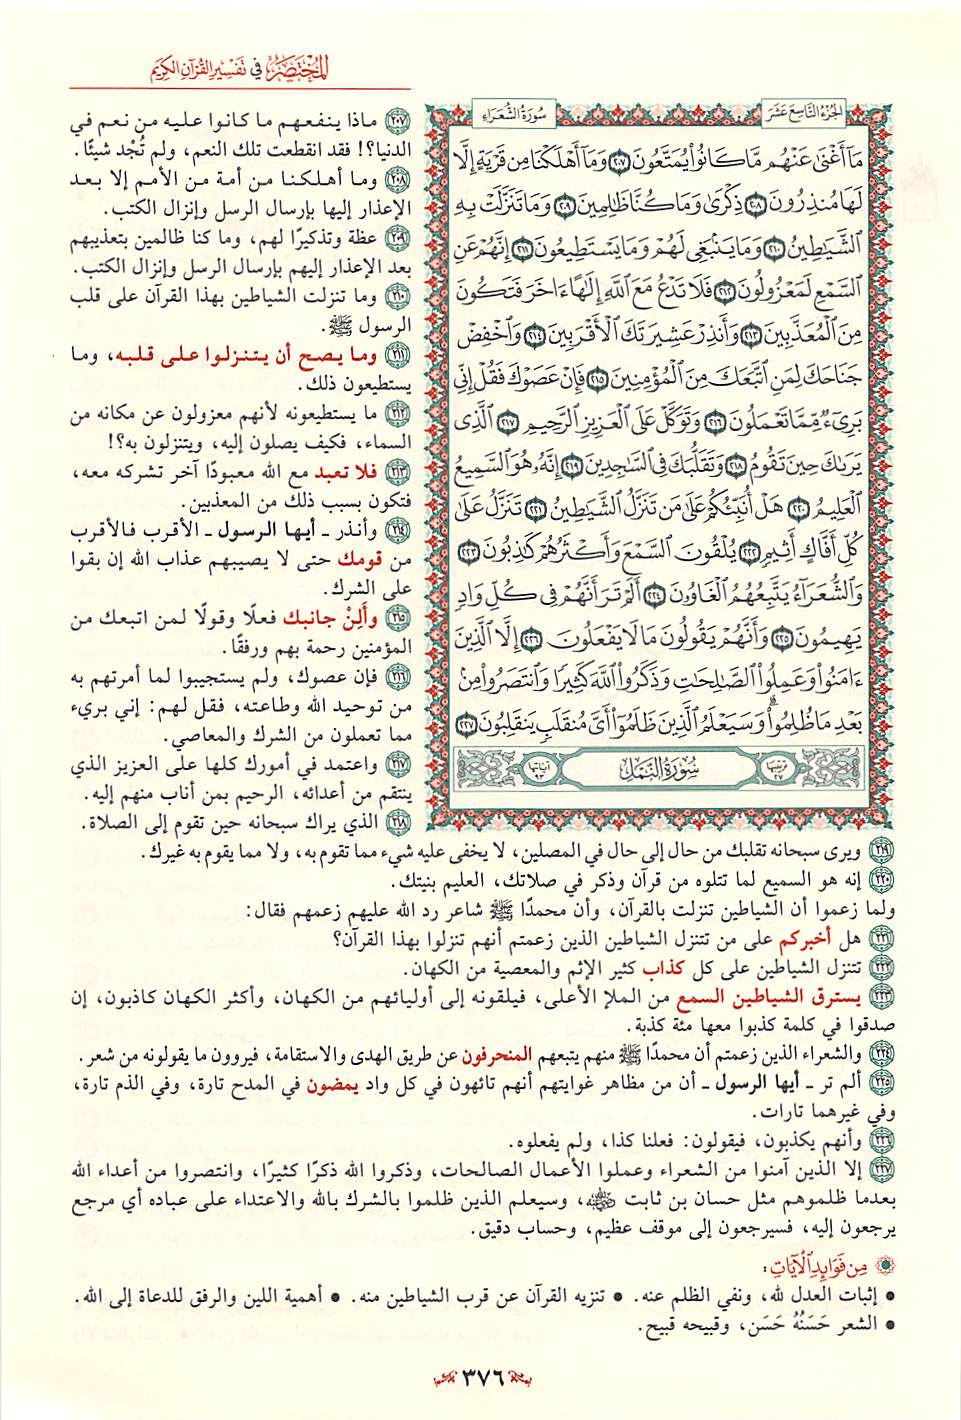 المختصر في تفسير القرآن الكريم
الجزء التاسع عشر
سورة الشعراء
مَآ أَغْنَىٰ عَنْهُم مَّا كَانُوا۟ يُمَتَّعُونَ ٢٠٧ وَمَآ أَهْلَكْنَا مِن قَرْيَةٍ إِلَّا
لَهَا مُنذِرُونَ ٢٠٨ ذِكْرَىٰ وَمَا كُنَّا ظَٰلِمِينَ ٢٠٩ وَمَا تَنَزَّلَتْ بِهِ
ٱلشَّيَٰطِينُ ٢١٠ وَمَا يَنۢبَغِى لَهُمْ وَمَا يَسْتَطِيعُونَ ٢١١ إِنَّهُمْ عَنِ
ٱلسَّمْعِ لَمَعْزُولُونَ ٢١٢ فَلَا تَدْعُ مَعَ ٱللَّهِ إِلَٰهًا ءَاخَرَ فَتَكُونَ
مِنَ ٱلْمُعَذَّبِينَ ٢١٣ وَأَنذِرْ عَشِيرَتَكَ ٱلْأَقْرَبِينَ ٢١٤ وَٱخْفِضْ
جَنَاحَكَ لِمَنِ ٱتَّبَعَكَ مِنَ ٱلْمُؤْمِنِينَ ٢١٥ فَإِنْ عَصَوْكَ فَقُلْ إِنِّى
بَرِىٓءٌ مِّمَّا تَعْمَلُونَ ٢١٦ وَتَوَكَّلْ عَلَى ٱلْعَزِيزِ ٱلرَّحِيمِ ٢١٧ ٱلَّذِى
يَرَىٰكَ حِينَ تَقُومُ ٢١٨ وَتَقَلُّبَكَ فِى ٱلسَّٰجِدِينَ ٢١٩ إِنَّهُۥ هُوَ ٱلسَّمِيعُ
ٱلْعَلِيمُ ٢٢٠ هَلْ أُنَبِّئُكُمْ عَلَىٰ مَن تَنَزَّلُ ٱلشَّيَٰطِينُ ٢٢١ تَنَزَّلُ عَلَىٰ
كُلِّ أَفَّاكٍ أَثِيمٍ ٢٢٢ يُلْقُونَ ٱلسَّمْعَ وَأَكْثَرُهُمْ كَٰذِبُونَ ٢٢٣
وَٱلشُّعَرَآءُ يَتَّبِعُهُمُ ٱلْغَاوُۥنَ ٢٢٤ أَلَمْ تَرَ أَنَّهُمْ فِى كُلِّ وَادٍ
يَهِيمُونَ ٢٢٥ وَأَنَّهُمْ يَقُولُونَ مَا لَا يَفْعَلُونَ ٢٢٦ إِلَّا ٱلَّذِينَ
ءَامَنُوا۟ وَعَمِلُوا۟ ٱلصَّٰلِحَٰتِ وَذَكَرُوا۟ ٱللَّهَ كَثِيرًا وَٱنتَصَرُوا۟ مِنۢ
بَعْدِ مَا ظُلِمُوا۟ ۗ وَسَيَعْلَمُ ٱلَّذِينَ ظَلَمُوٓا۟ أَىَّ مُنقَلَبٍ يَنقَلِبُونَ ٢٢٧
ترتيبها ٢٧ سورة النمل آياتها ٩٣
٢٠٧ ماذا ينفعهم ما كانوا عليه من نعم في
الدنيا؟! فقد انقطعت تلك النعم، ولم تُجْد شيئًا.
٢٠٨ وما أهلكنا من أمة من الأمم إلا بعد
الإعذار إليها بإرسال الرسل وإنزال الكتب.
٢٠٩ عظة وتذكيرًا لهم، وما كنا ظالمين بتعذيبهم
بعد الإعذار إليهم بإرسال الرسل وإنزال الكتب.
٢١٠ وما تنزلت الشياطين بهذا القرآن على قلب
الرسول ﷺ.
٢١١ وما يصح أن يتنزلوا على قلبه، وما
يستطيعون ذلك.
٢١٢ ما يستطيعونه لأنهم معزولون عن مكانه من
السماء، فكيف يصلون إليه، ويتنزلون به؟!
٢١٣ فلا تعبد مع الله معبودًا آخر تشركه معه،
فتكون بسبب ذلك من المعذبين.
٢١٤ وأنذر ـ أيها الرسول ـ الأقرب فالأقرب
من قومك حتى لا يصيبهم عذاب الله إن بقوا
على الشرك.
٢١٥ وأَلِنْ جانبك فعلًا وقولًا لمن اتبعك من
المؤمنين رحمة بهم ورفقًا.
٢١٦ فإن عصوك، ولم يستجيبوا لما أمرتهم به
من توحيد الله وطاعته، فقل لهم: إني بريء
مما تعملون من الشرك والمعاصي.
٢١٧ واعتمد في أمورك كلها على العزيز الذي
ينتقم من أعدائه، الرحيم بمن أناب منهم إليه.
٢١٨ الذي يراك سبحانه حين تقوم إلى الصلاة.
٢١٩ ويرى سبحانه تقلبك من حال إلى حال في المصلين، لا يخفى عليه شيء مما تقوم به، ولا مما يقوم به غيرك.
٢٢٠ إنه هو السميع لما تتلوه من قرآن وذكر في صلاتك، العليم بنيتك.
ولما زعموا أن الشياطين تنزلت بالقرآن، وأن محمدًا ﷺ شاعر رد الله عليهم زعمهم فقال:
٢٢١ هل أخبركم على من تتنزل الشياطين الذين زعمتم أنهم تنزلوا بهذا القرآن؟
٢٢٢ تتنزل الشياطين على كل كذاب كثير الإثم والمعصية من الكهان.
٢٢٣ يسترق الشياطين السمع من الملإ الأعلى، فيلقونه إلى أوليائهم من الكهان، وأكثر الكهان كاذبون، إن
صدقوا في كلمة كذبوا معها مئة كذبة.
٢٢٤ والشعراء الذين زعمتم أن محمدًا ﷺ منهم يتبعهم المنحرفون عن طريق الهدى والاستقامة، فيروون ما يقولونه من شعر.
٢٢٥ ألم تر ـ أيها الرسول ـ أن من مظاهر غوايتهم أنهم تائهون في كل واد يمضون في المدح تارة، وفي الذم تارة،
وفي غيرهما تارات.
٢٢٦ وأنهم يكذبون، فيقولون: فعلنا كذا، ولم يفعلوه.
٢٢٧ إلا الذين آمنوا من الشعراء وعملوا الأعمال الصالحات، وذكروا الله ذكرًا كثيرًا، وانتصروا من أعداء الله
بعدما ظلموهم مثل حسان بن ثابت رضي الله عنه، وسيعلم الذين ظلموا بالشرك بالله والاعتداء على عباده أي مرجع
يرجعون إليه، فسيرجعون إلى موقف عظيم، وحساب دقيق.
من فوائد الآيات:
• إثبات العدل لله، ونفي الظلم عنه. • تنزيه القرآن عن قرب الشياطين منه. • أهمية اللين والرفق للدعاة إلى الله.
• الشعر حَسَنُهُ حَسَن، وقبيحه قبيح.
٣٧٦